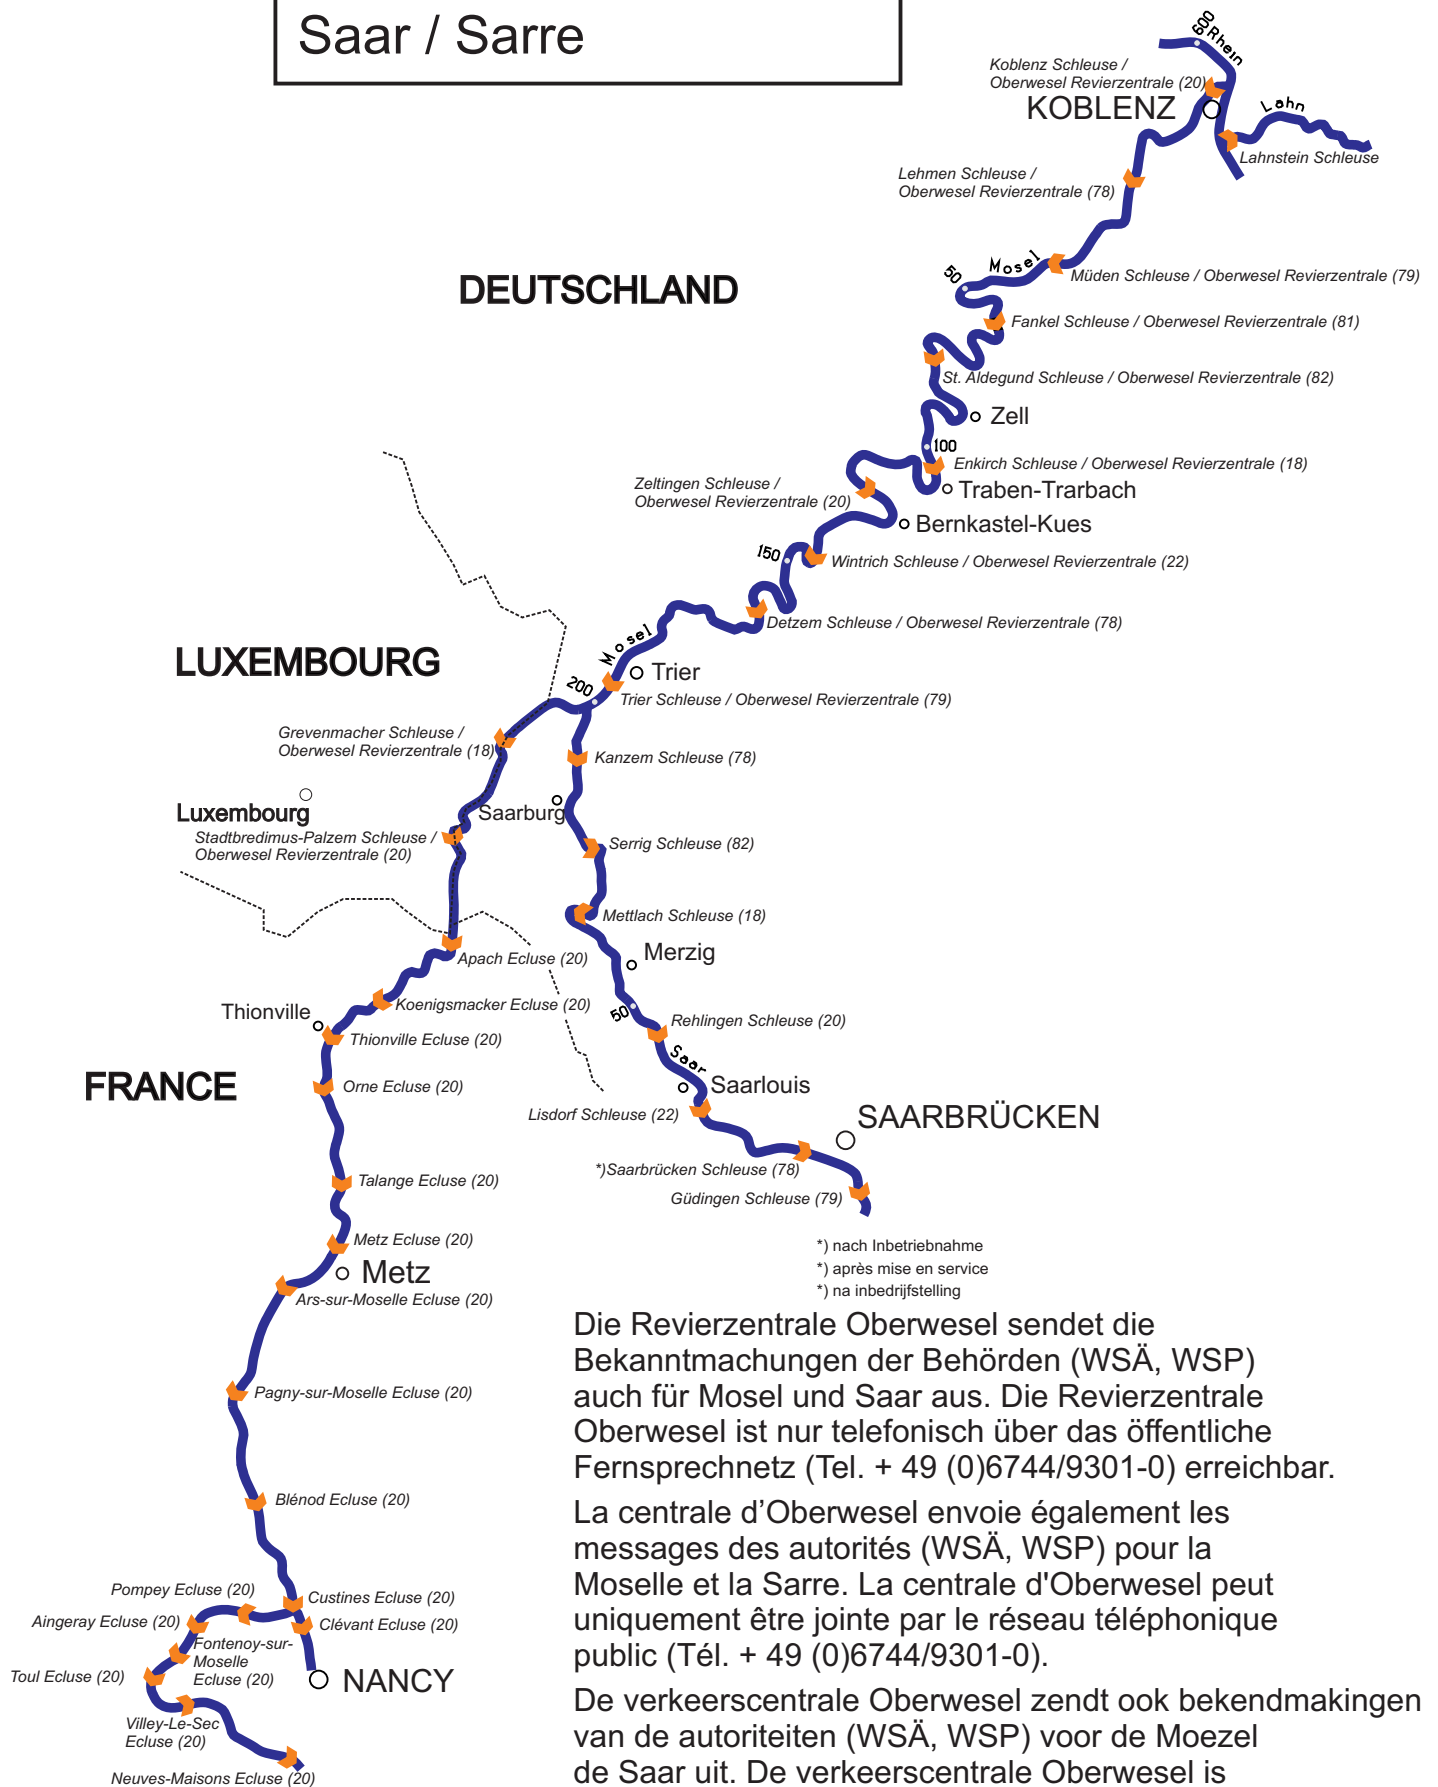 Saar / Sarre
600
Rhein
Koblenz Schleuse /
Oberwesel Revierzentrale (20)
KOBLENZ
Lahn
Lahnstein Schleuse
Lehmen Schleuse /
Oberwesel Revierzentrale (78)
DEUTSCHLAND
50
Mosel
Müden Schleuse / Oberwesel Revierzentrale (79)
Fankel Schleuse / Oberwesel Revierzentrale (81)
St. Aldegund Schleuse / Oberwesel Revierzentrale (82)
Zell
100
Enkirch Schleuse / Oberwesel Revierzentrale (18)
Zeltingen Schleuse /
Oberwesel Revierzentrale (20)
Traben-Trarbach
Bernkastel-Kues
150
Wintrich Schleuse / Oberwesel Revierzentrale (22)
Detzem Schleuse / Oberwesel Revierzentrale (78)
Mosel
LUXEMBOURG
Trier
200
Trier Schleuse / Oberwesel Revierzentrale (79)
Grevenmacher Schleuse /
Oberwesel Revierzentrale (18)
Kanzem Schleuse (78)
Luxembourg
Saarburg
Stadtbredimus-Palzem Schleuse /
Oberwesel Revierzentrale (20)
Serrig Schleuse (82)
Mettlach Schleuse (18)
Merzig
Apach Ecluse (20)
Koenigsmacker Ecluse (20)
Thionville
50
Rehlingen Schleuse (20)
Thionville Ecluse (20)
Saar
FRANCE
Orne Ecluse (20)
Saarlouis
Lisdorf Schleuse (22)
SAARBRÜCKEN
*)Saarbrücken Schleuse (78)
Talange Ecluse (20)
Güdingen Schleuse (79)
Metz Ecluse (20)
*) nach Inbetriebnahme
*) après mise en service
*) na inbedrijfstelling
Metz
Ars-sur-Moselle Ecluse (20)
Die Revierzentrale Oberwesel sendet die
Bekanntmachungen der Behörden (WSÄ, WSP)
auch für Mosel und Saar aus. Die Revierzentrale
Oberwesel ist nur telefonisch über das öffentliche
Fernsprechnetz (Tel. + 49 (0)6744/9301-0) erreichbar.
Pagny-sur-Moselle Ecluse (20)
Blénod Ecluse (20)
La centrale d’Oberwesel envoie également les
messages des autorités (WSÄ, WSP) pour la
Moselle et la Sarre. La centrale d'Oberwesel peut
uniquement être jointe par le réseau téléphonique
public (Tél. + 49 (0)6744/9301-0).
Pompey Ecluse (20)
Custines Ecluse (20)
Aingeray Ecluse (20)
Clévant Ecluse (20)
Fontenoy-sur-
Moselle
Ecluse (20)
Toul Ecluse (20)
NANCY
Villey-Le-Sec
Ecluse (20)
Neuves-Maisons Ecluse (20)
De verkeerscentrale Oberwesel zendt ook bekendmakingen
van de autoriteiten (WSÄ, WSP) voor de Moezel
de Saar uit. De verkeerscentrale Oberwesel is